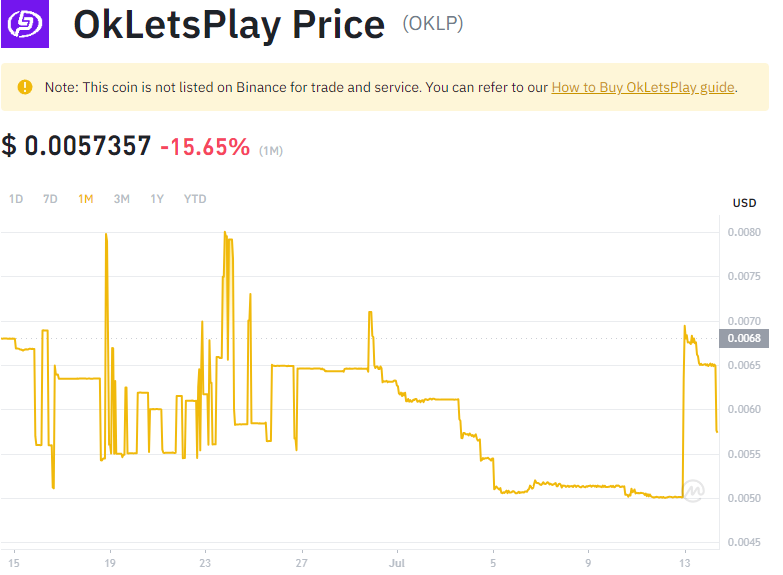 OkLetsPlay Price (OKLP)
Note: This coin is not listed on Binance for trade and service. You can refer to our How to Buy OkLetsPlay guide.
$ 0.0057357 -15.65% (1M)
1D 7D 1M 3M 1Y YTD
USD
0.0080
0.0075
0.0070
0.0068
0.0065
0.0060
0.0055
0.0050
0.0045
15 19 23 27 Jul 5 9 13